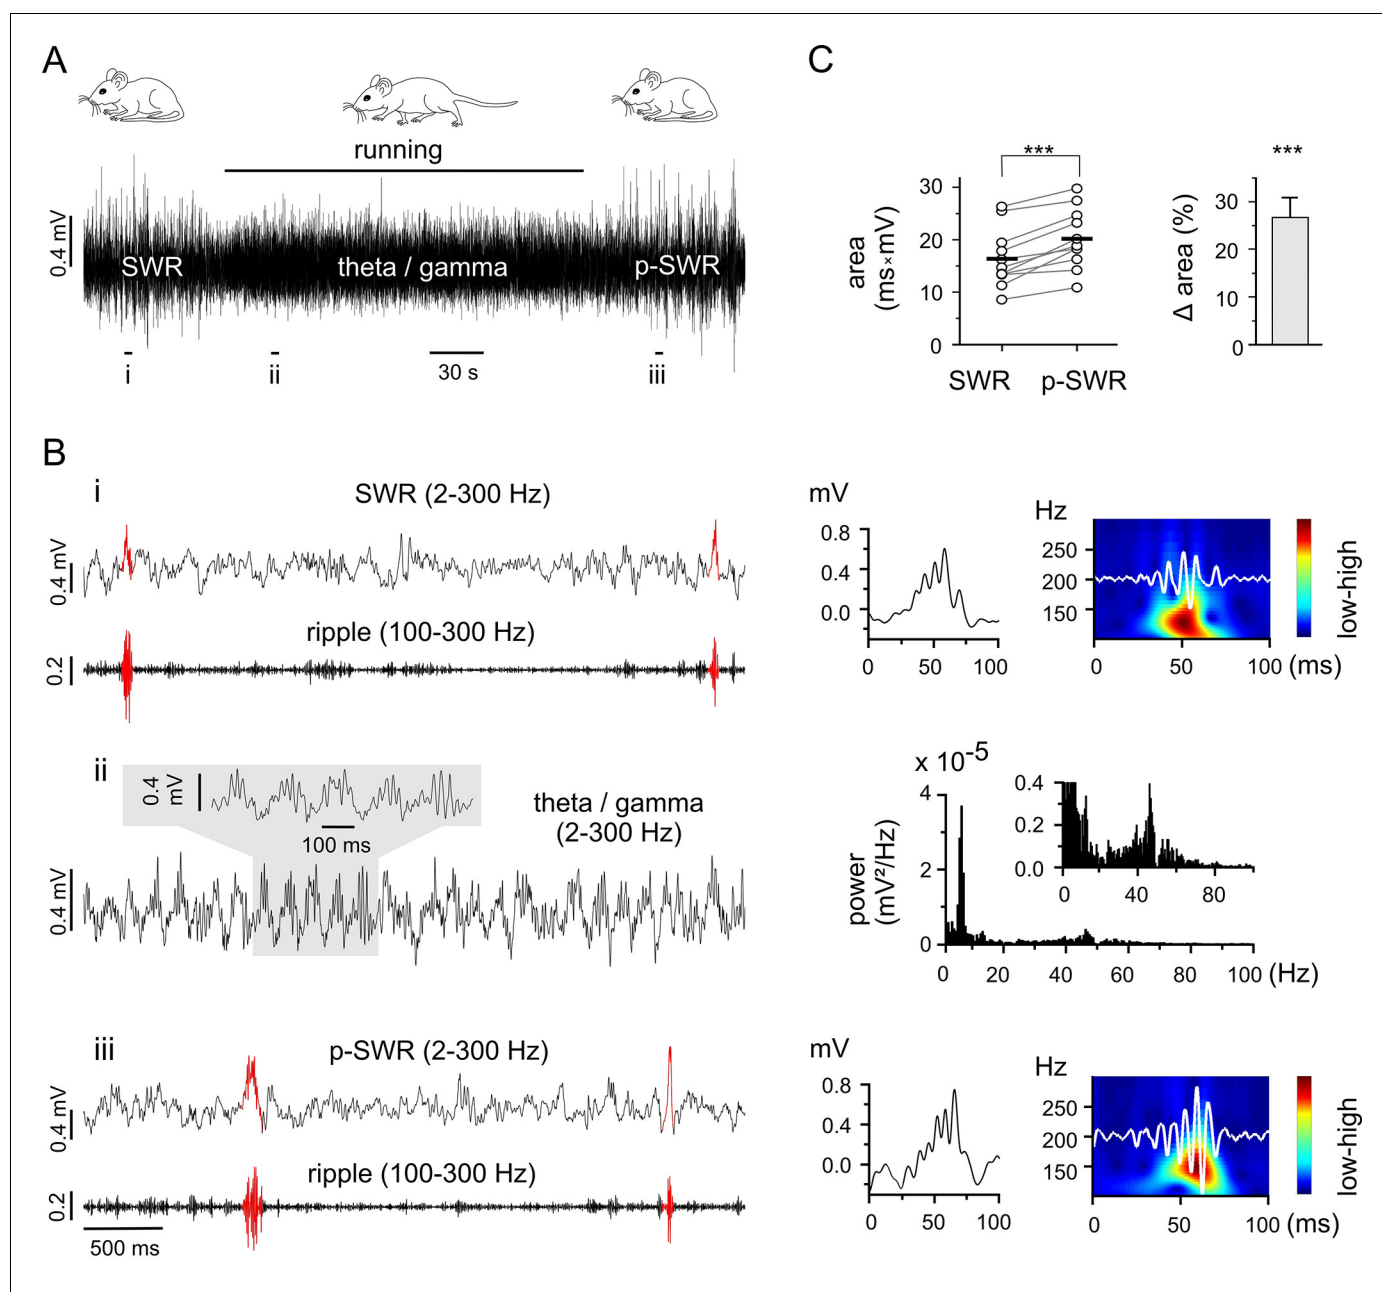 A
running
0.4 mV
SWR
theta / gamma
p-SWR
i
ii
30 s
iii
C
***
***
area
(ms×mV)
30
20
10
0
SWR
p-SWR
Δ area (%)
30
20
10
0
B
i
SWR (2-300 Hz)
0.4 mV
ripple (100-300 Hz)
0.2
mV
0.8
0.4
0.0
0
50
100
Hz
250
200
150
0
50
100 (ms)
low-high
ii
0.4
mV
100 ms
theta / gamma
(2-300 Hz)
0.4 mV
x 10-5
power
(mV²/Hz)
4
2
0
0
20
40
60
80
100 (Hz)
0.4
0.2
0.0
0
40
80
iii
p-SWR (2-300 Hz)
0.4 mV
ripple (100-300 Hz)
0.2
500 ms
mV
0.8
0.4
0.0
0
50
100
Hz
250
200
150
0
50
100 (ms)
low-high